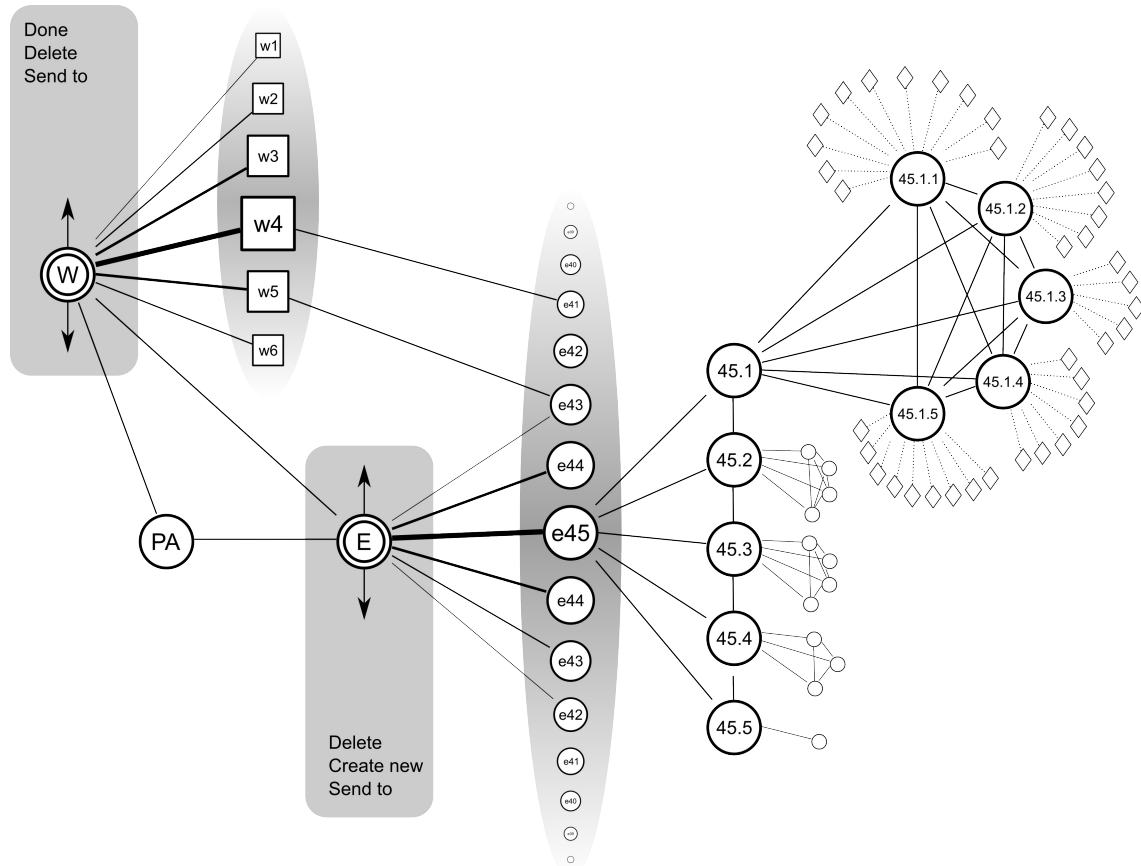 Done
Delete
Send to
w1
w2
w3
w4
w5
w6
W
PA
E
Delete
Create new
Send to
e40
e41
e42
e43
e44
e45
e44
e43
e42
e41
e40
45.1
45.2
45.3
45.4
45.5
45.1.1
45.1.2
45.1.3
45.1.4
45.1.5